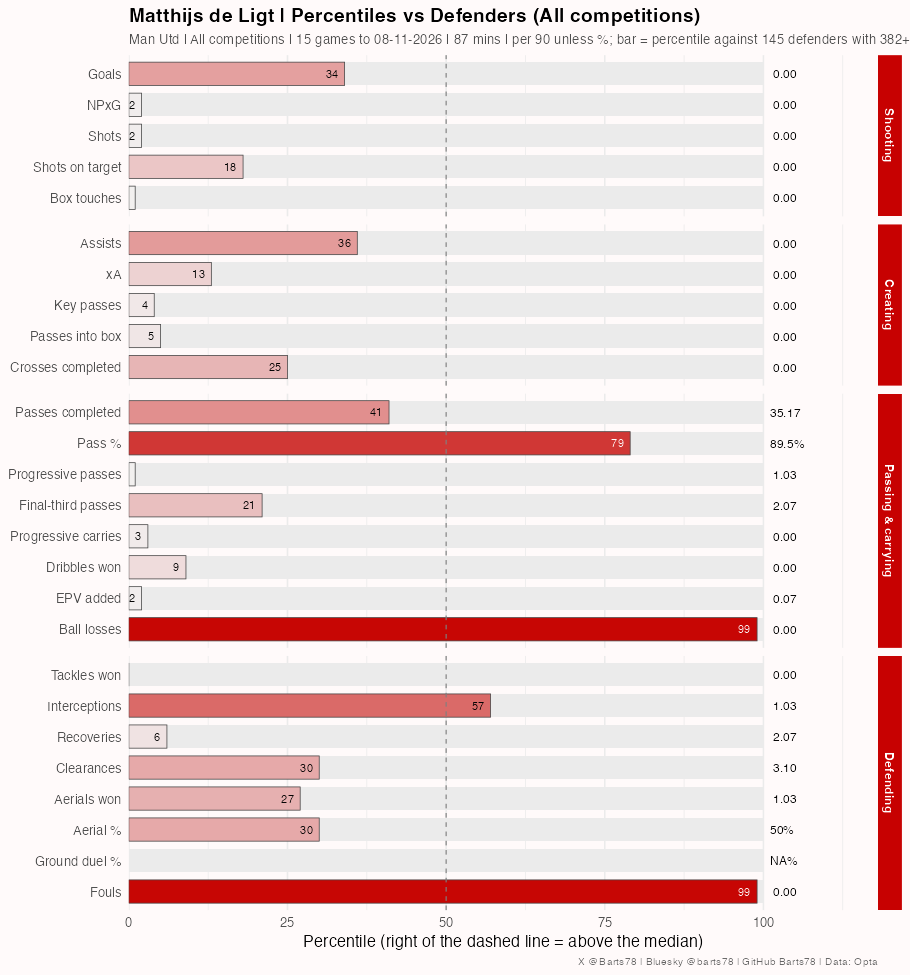 Matthijs de Ligt | Percentiles vs Defenders (All competitions)
Man Utd | All competitions | 15 games to 08-11-2026 | 87 mins | per 90 unless %; bar = percentile against 145 defenders with 382+
Goals 34 0.00
NPxG 2 0.00
Shots 2 0.00
Shots on target 18 0.00
Box touches 0.00
Shooting
Assists 36 0.00
xA 13 0.00
Key passes 4 0.00
Passes into box 5 0.00
Crosses completed 25 0.00
Creating
Passes completed 41 35.17
Pass % 79 89.5%
Progressive passes 1.03
Final-third passes 21 2.07
Progressive carries 3 0.00
Dribbles won 9 0.00
EPV added 2 0.07
Ball losses 99 0.00
Passing & carrying
Tackles won 0.00
Interceptions 57 1.03
Recoveries 6 2.07
Clearances 30 3.10
Aerials won 27 1.03
Aerial % 30 50%
Ground duel % NA%
Fouls 99 0.00
Defending
0 25 50 75 100
Percentile (right of the dashed line = above the median)
X @Barts78 | Bluesky @barts78 | GitHub Barts78 | Data: Opta